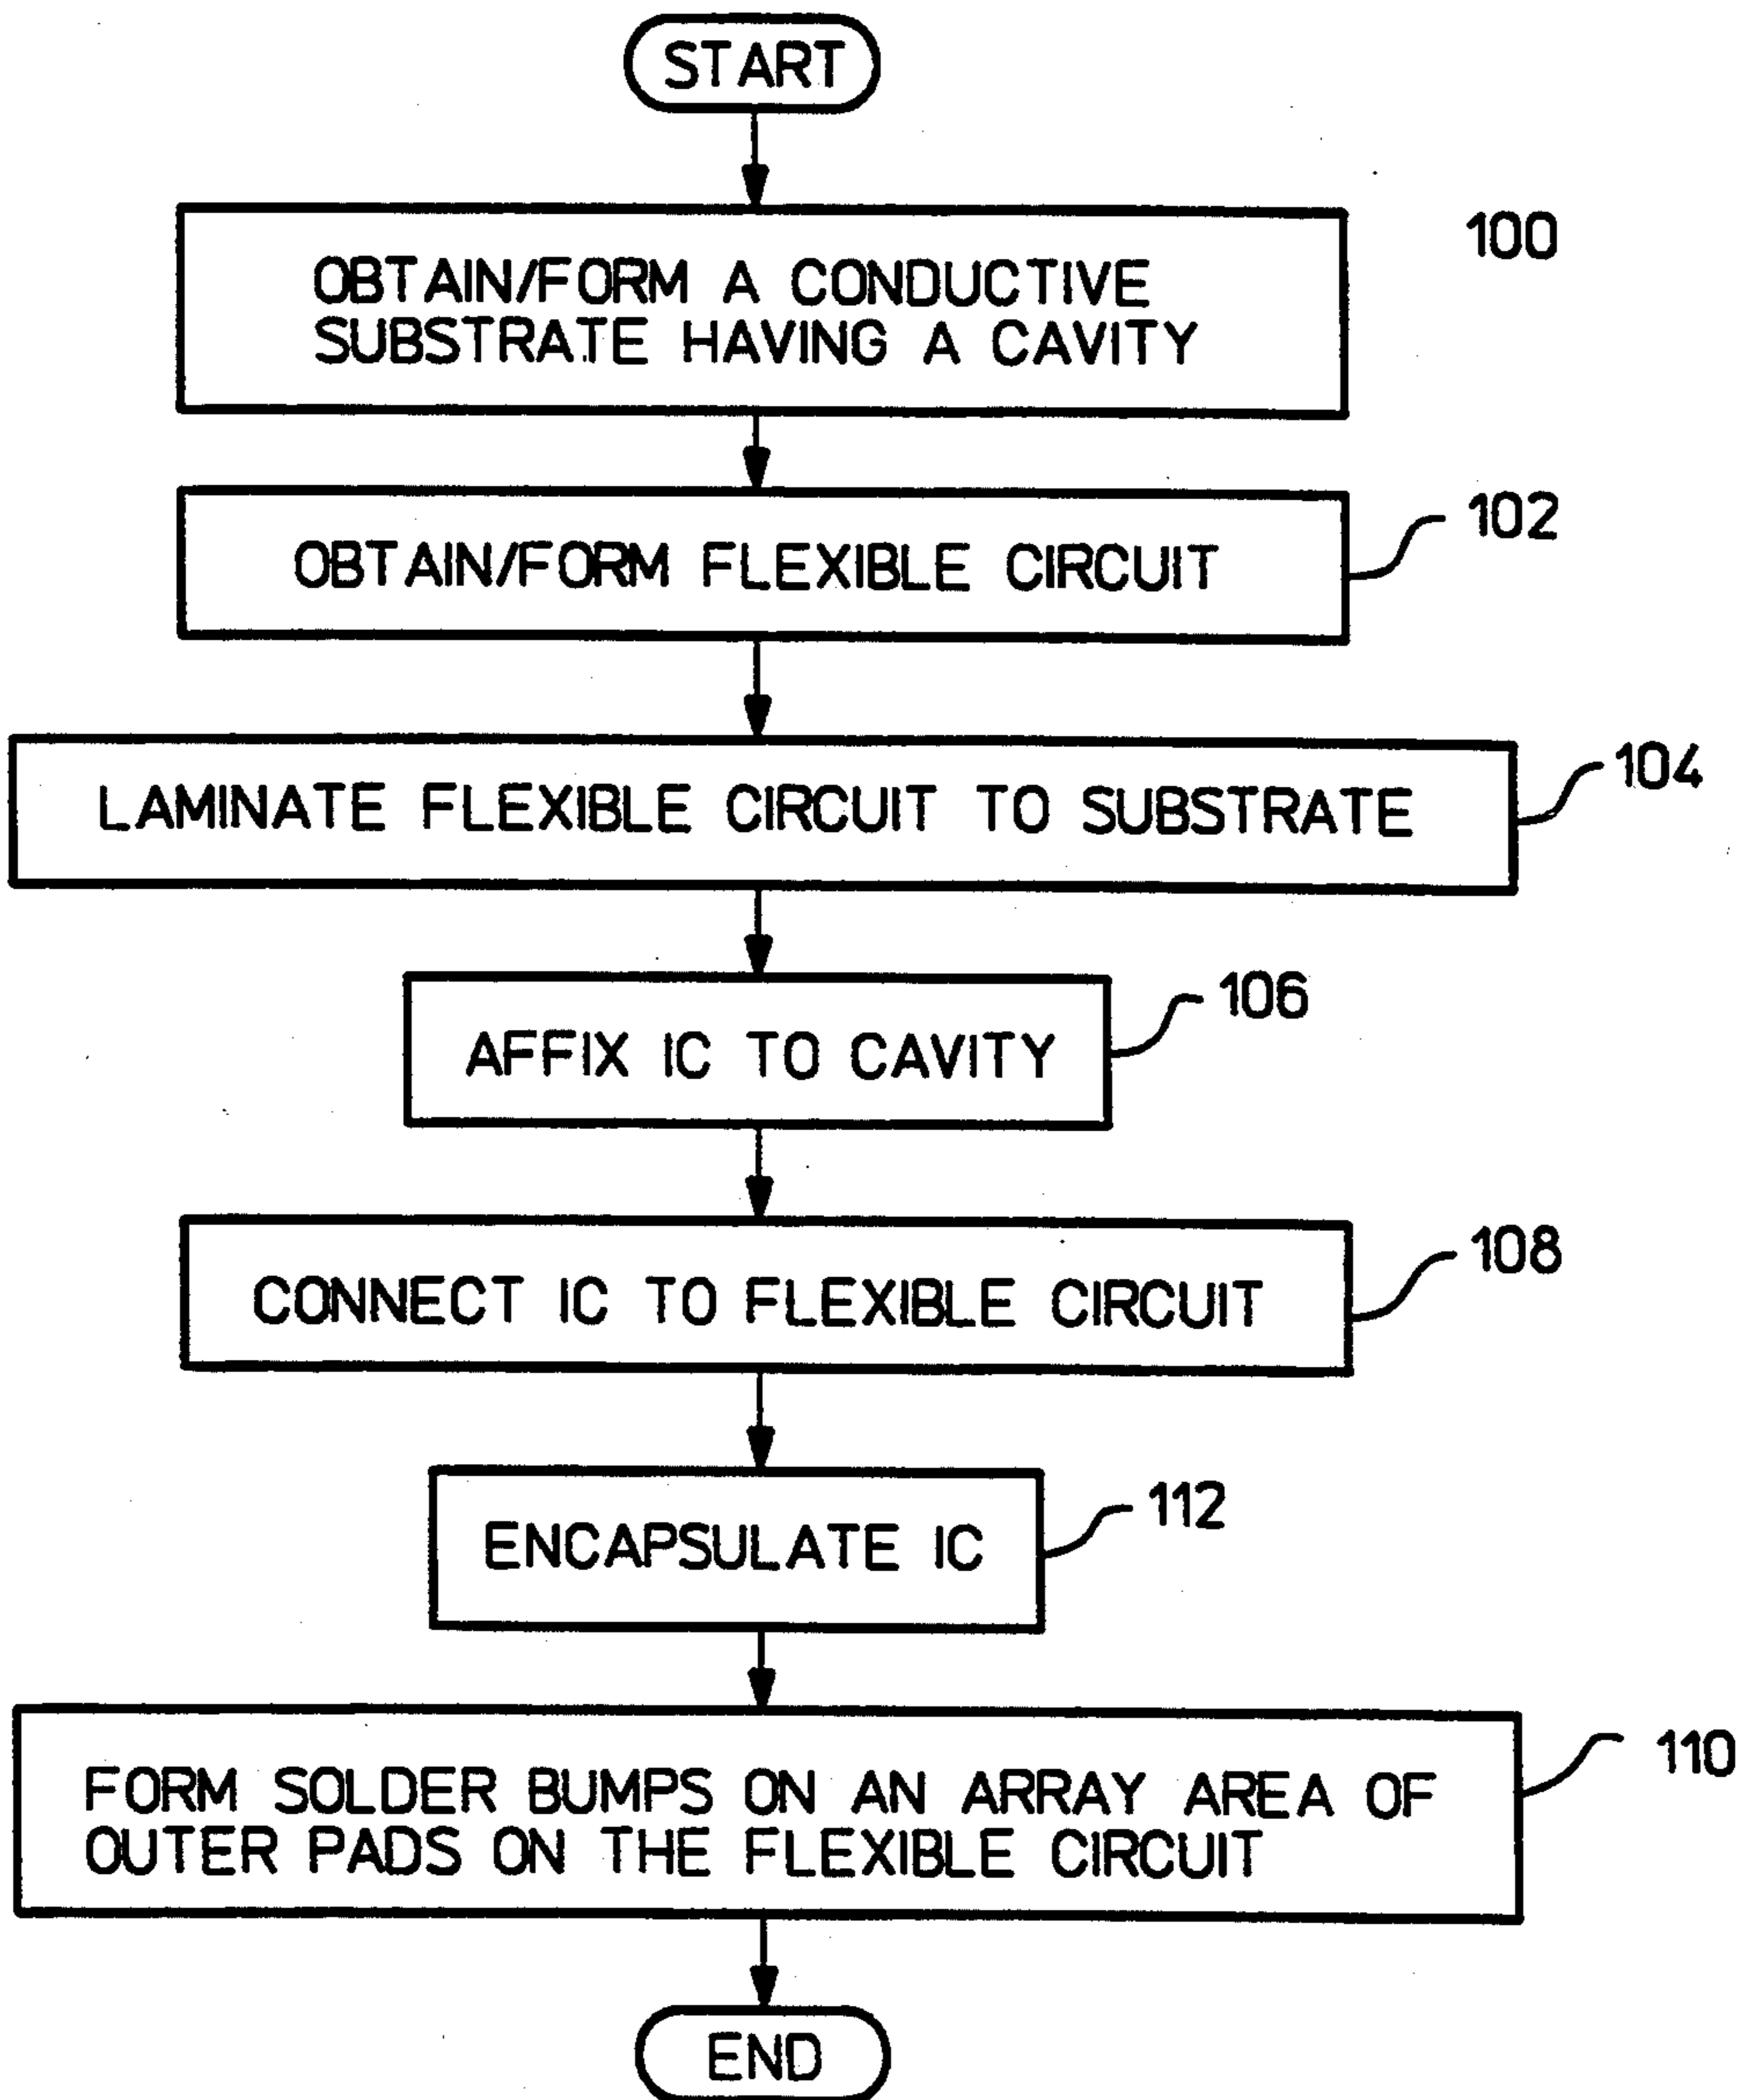 START
100
OBTAIN/FORM A CONDUCTIVE
SUBSTRATE HAVING A CAVITY
102
OBTAIN/FORM FLEXIBLE CIRCUIT
104
LAMINATE FLEXIBLE CIRCUIT TO SUBSTRATE
106
AFFIX IC TO CAVITY
108
CONNECT IC TO FLEXIBLE CIRCUIT
112
ENCAPSULATE IC
110
FORM SOLDER BUMPS ON AN ARRAY AREA OF
OUTER PADS ON THE FLEXIBLE CIRCUIT
END